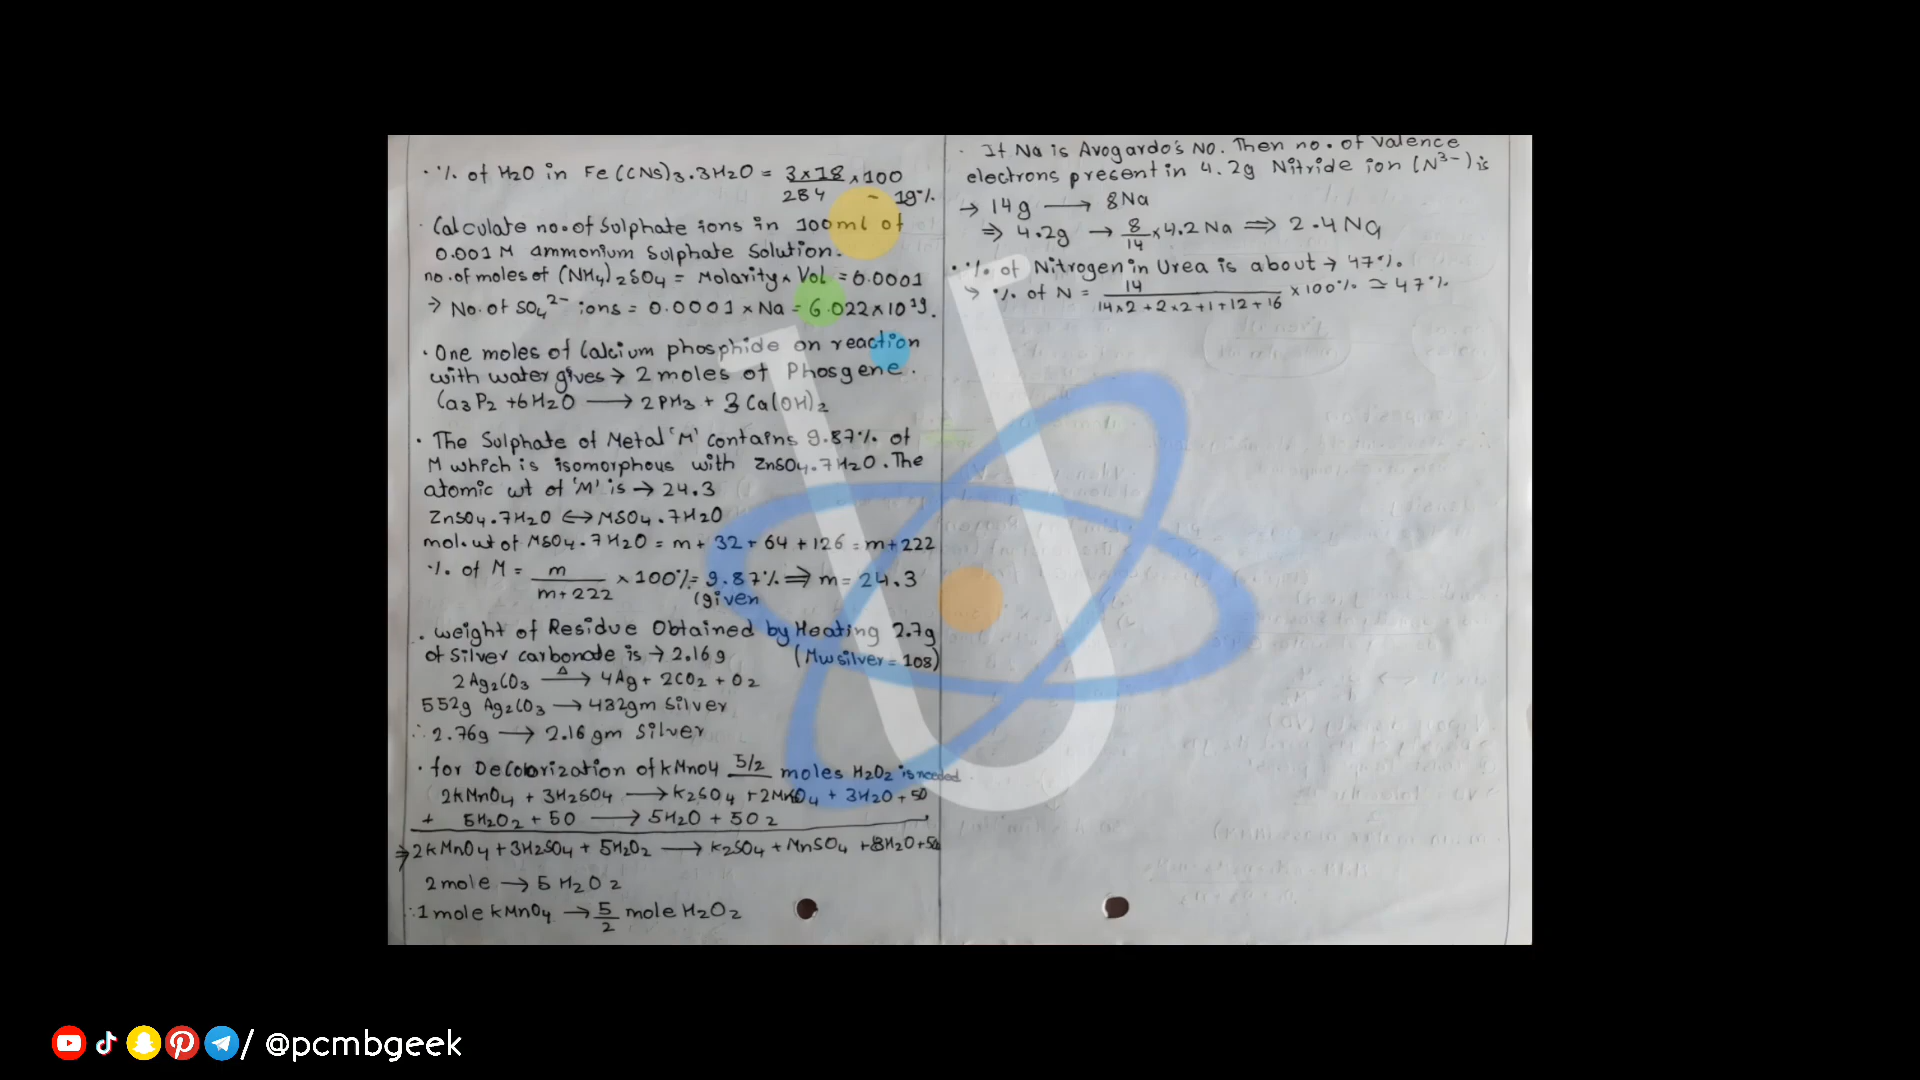 · % of H2O in Fe(CNS)3.3H2O = 3×18/284 ×100
~ 19%
· Calculate no. of Sulphate ions in 100ml of
0.001 M ammonium Sulphate Solution.
no. of moles of (NH4)2SO4 = Molarity × Vol = 0.0001
→ No. of SO4^2- ions = 0.0001 × Na = 6.022×10^19.
· One moles of Calcium phosphide on reaction
with water gives → 2 moles of Phosgene.
Ca3P2 + 6H2O → 2PH3 + 3Ca(OH)2
· The Sulphate of Metal 'M' contains 9.87% of
M which is isomorphous with ZnSO4.7H2O. The
atomic wt of 'M' is → 24.3
ZnSO4.7H2O ↔ MSO4.7H2O
mol. wt of MSO4.7H2O = m + 32 + 64 + 126 = m+222
% of M = m/m+222 × 100% = 9.87% ⇒ m = 24.3
(given
· weight of Residue Obtained by Heating 2.7g
of Silver carbonate is → 2.16g (Mw silver = 108)
2Ag2CO3 —Δ→ 4Ag + 2CO2 + O2
552g Ag2CO3 → 432gm Silver
∴ 2.76g → 2.16 gm Silver
· for Decolorization of KMnO4 5/2 moles H2O2 is needed
2KMnO4 + 3H2SO4 → K2SO4 + 2MnSO4 + 3H2O + 5O
+ 5H2O2 + 5O → 5H2O + 5O2
⇒ 2KMnO4 + 3H2SO4 + 5H2O2 → K2SO4 + MnSO4 + 8H2O + 5O2
2 mole → 5 H2O2
∴ 1 mole KMnO4 → 5/2 mole H2O2
· If Na is Avogardo's No. Then no. of valence
electrons present in 4.2g Nitride ion (N^3-) is
→ 14g → 8Na
⇒ 4.2g → 8/14 × 4.2 Na ⇒ 2.4Na
· % of Nitrogen in Urea is about → 47%.
→ % of N = 14/14×2+2×2+1+12+16 × 100% ≃ 47%
/ @pcmbgeek